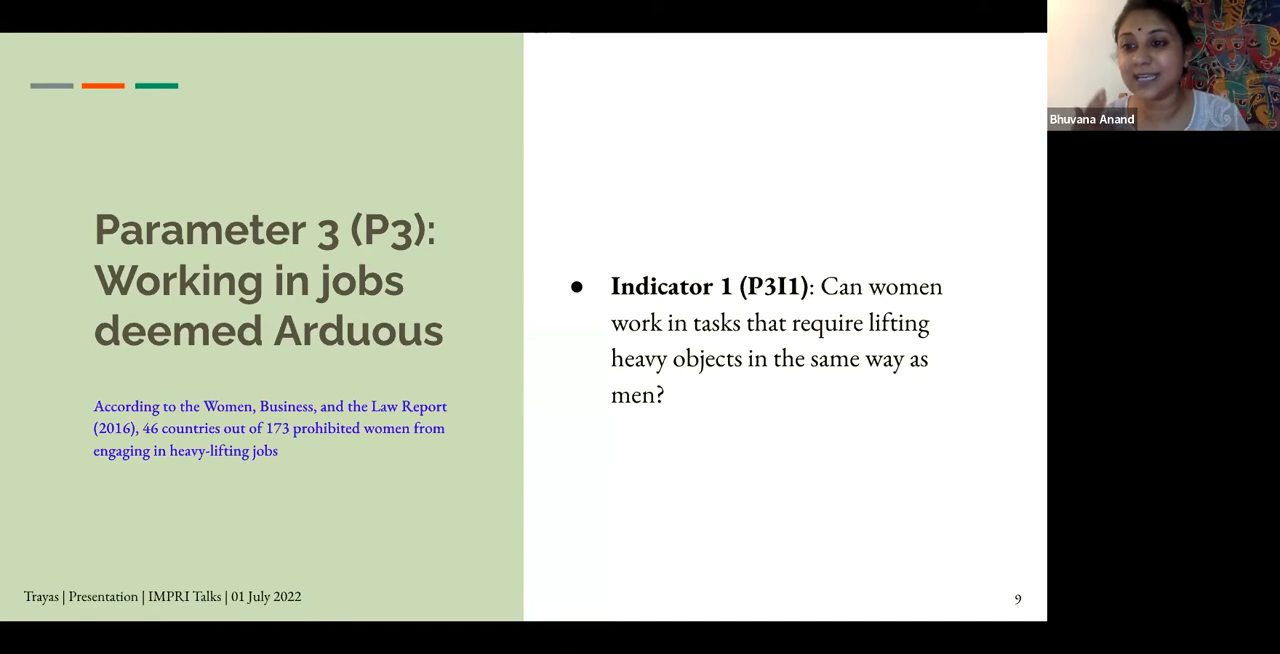 Parameter 3 (P3):
Working in jobs
deemed Arduous
According to the Women, Business, and the Law Report
(2016), 46 countries out of 173 prohibited women from
engaging in heavy-lifting jobs
● Indicator 1 (P3I1): Can women
work in tasks that require lifting
heavy objects in the same way as
men?
Trayas | Presentation | IMPRI Talks | 01 July 2022
9
Bhuvana Anand